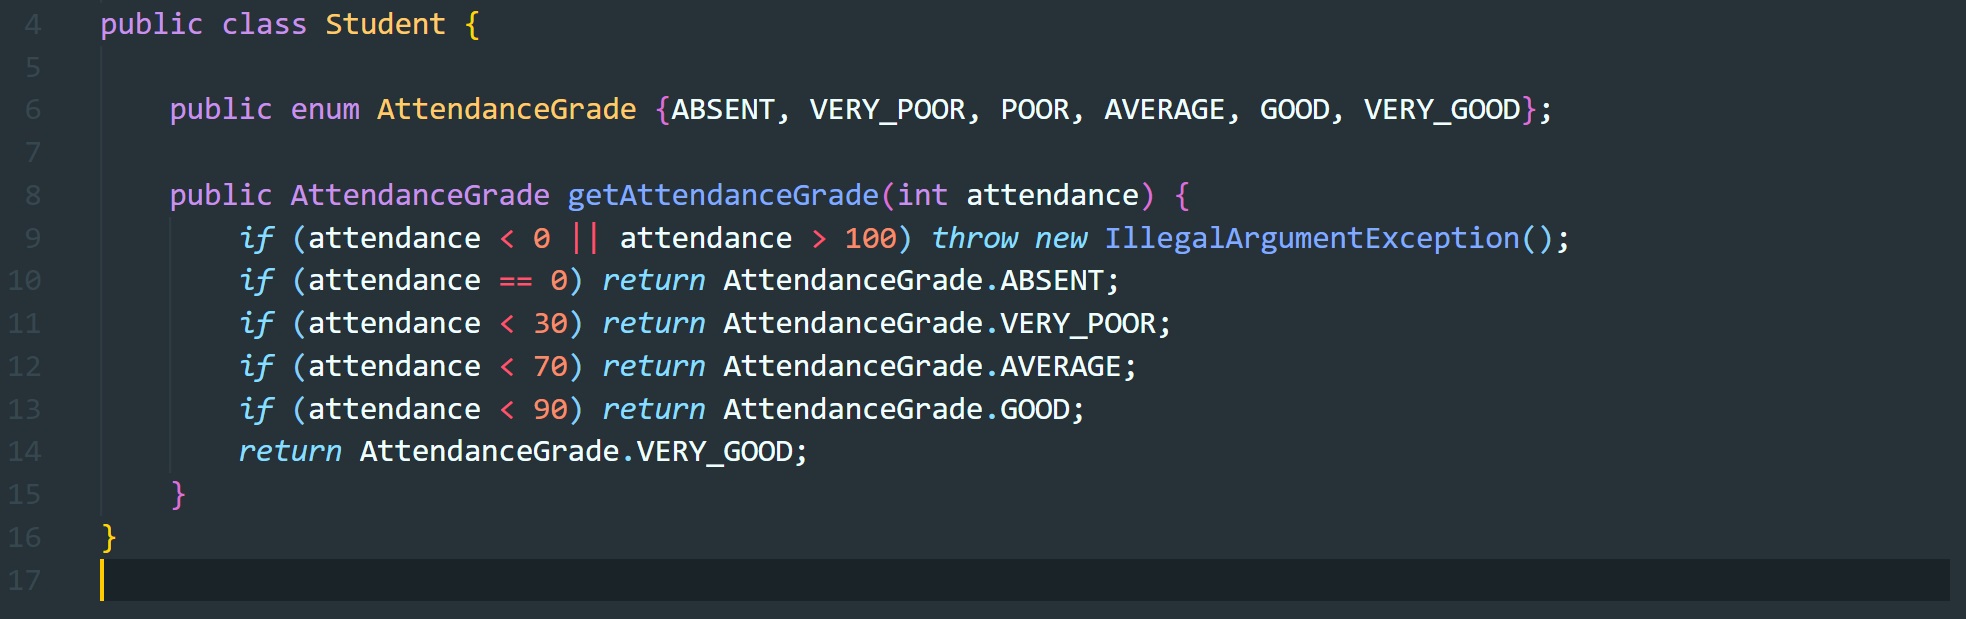 4 public class Student {
5
6 public enum AttendanceGrade {ABSENT, VERY_POOR, POOR, AVERAGE, GOOD, VERY_GOOD};
7
8 public AttendanceGrade getAttendanceGrade(int attendance) {
9 if (attendance < 0 || attendance > 100) throw new IllegalArgumentException();
10 if (attendance == 0) return AttendanceGrade.ABSENT;
11 if (attendance < 30) return AttendanceGrade.VERY_POOR;
12 if (attendance < 70) return AttendanceGrade.AVERAGE;
13 if (attendance < 90) return AttendanceGrade.GOOD;
14 return AttendanceGrade.VERY_GOOD;
15 }
16 }
17